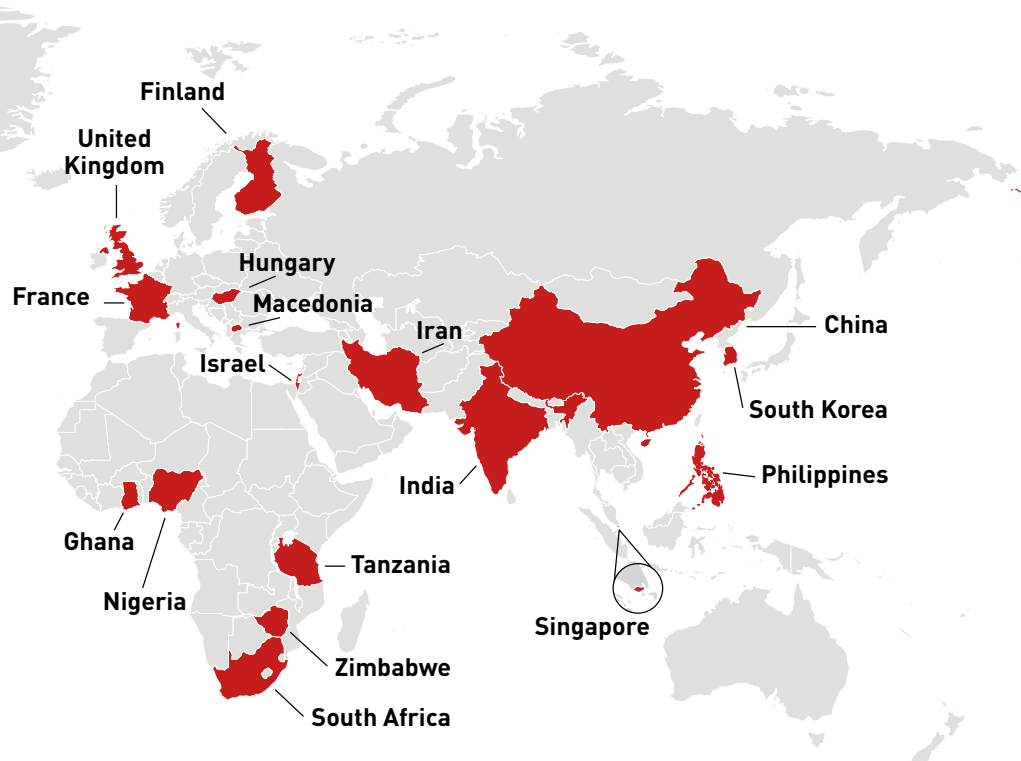 Finland
United
Kingdom
Hungary
France
Macedonia
Iran
China
Israel
South Korea
Philippines
India
Ghana
Tanzania
Nigeria
Singapore
Zimbabwe
South Africa